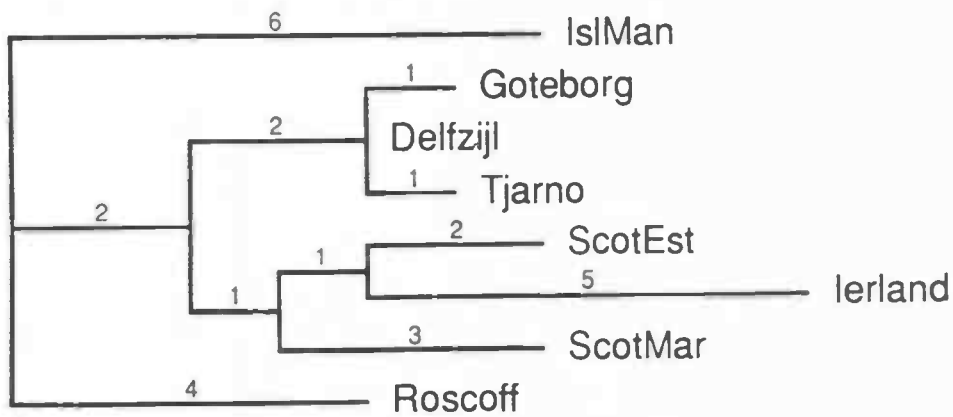 6 IslMan
1 Goteborg
2 Delfzijl
1 Tjarno
2
2 ScotEst
1
5 Ierland
1
3 ScotMar
4 Roscoff